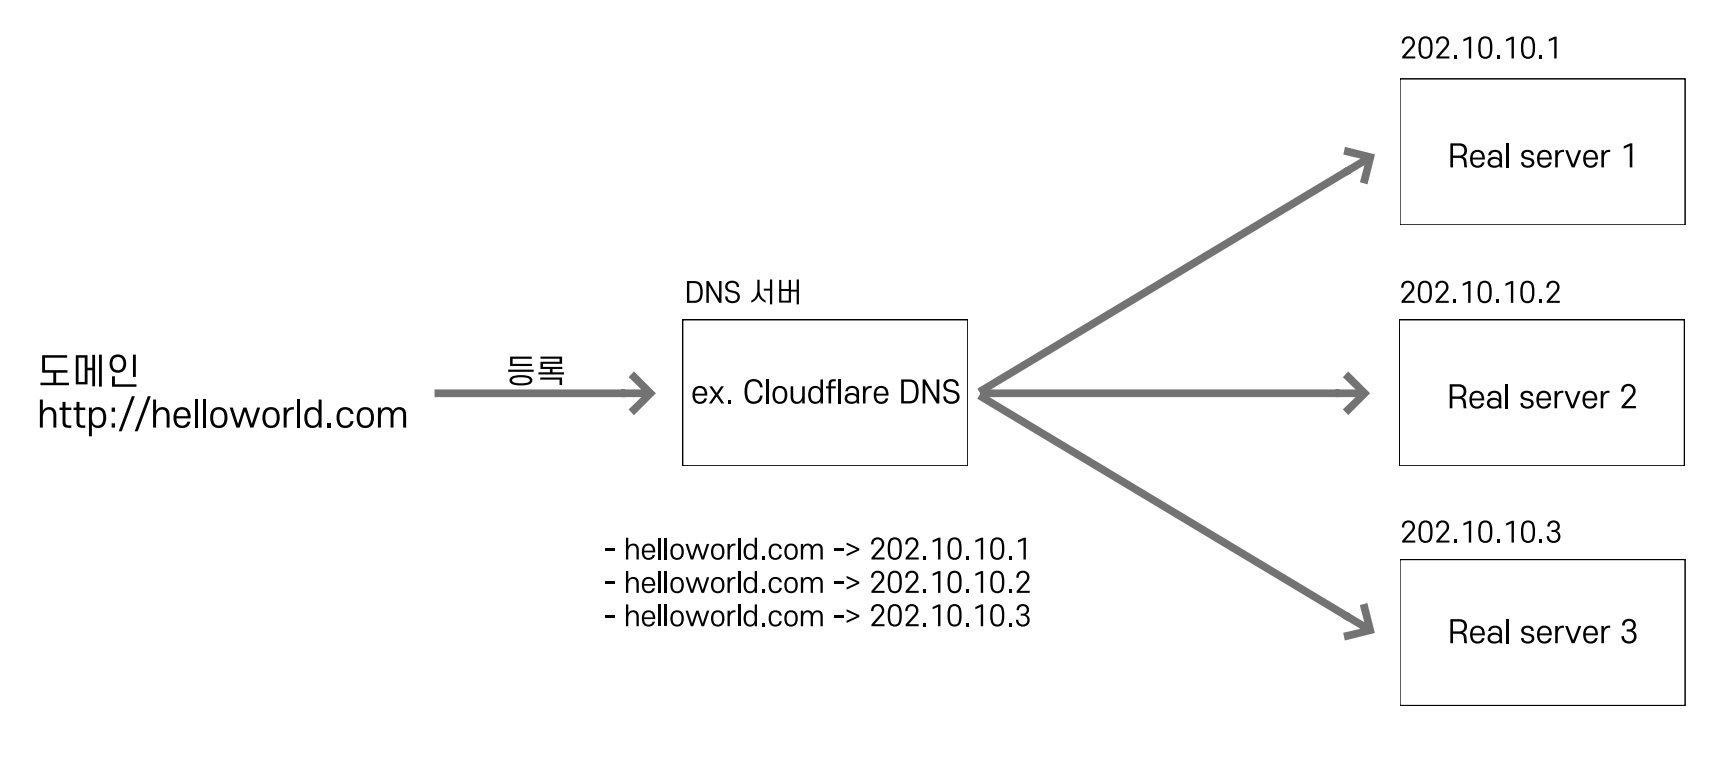 도메인
http://helloworld.com
등록
DNS 서버
ex. Cloudflare DNS
- helloworld.com -> 202.10.10.1
- helloworld.com -> 202.10.10.2
- helloworld.com -> 202.10.10.3
202.10.10.1
Real server 1
202.10.10.2
Real server 2
202.10.10.3
Real server 3